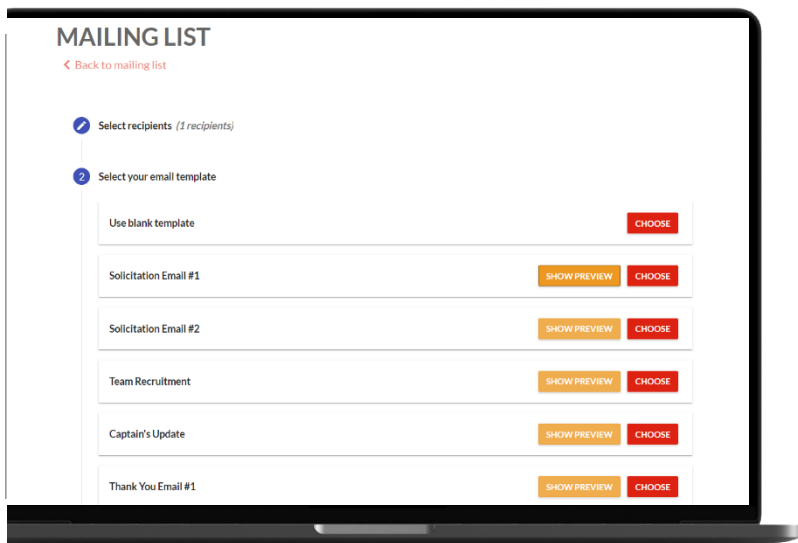 MAILING LIST
Back to mailing list
Select recipients (1 recipients)
2 Select your email template
Use blank template CHOOSE
Solicitation Email #1 SHOW PREVIEW CHOOSE
Solicitation Email #2 SHOW PREVIEW CHOOSE
Team Recruitment SHOW PREVIEW CHOOSE
Captain's Update SHOW PREVIEW CHOOSE
Thank You Email #1 SHOW PREVIEW CHOOSE